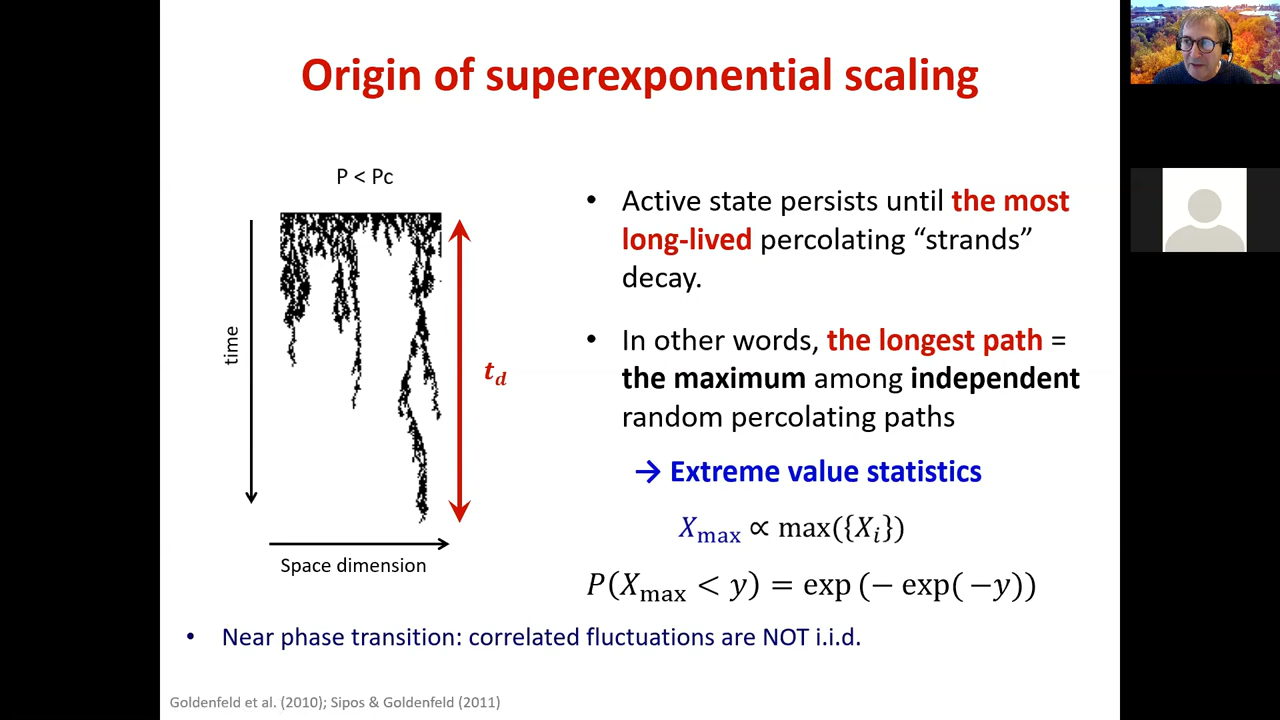 Origin of superexponential scaling
P < Pc
time
t_d
Space dimension
• Active state persists until the most
long-lived percolating “strands”
decay.
• In other words, the longest path =
the maximum among independent
random percolating paths
→ Extreme value statistics
X_max ∝ max({X_i})
P(X_max < y) = exp (− exp( −y))
• Near phase transition: correlated fluctuations are NOT i.i.d.
Goldenfeld et al. (2010); Sipos & Goldenfeld (2011)